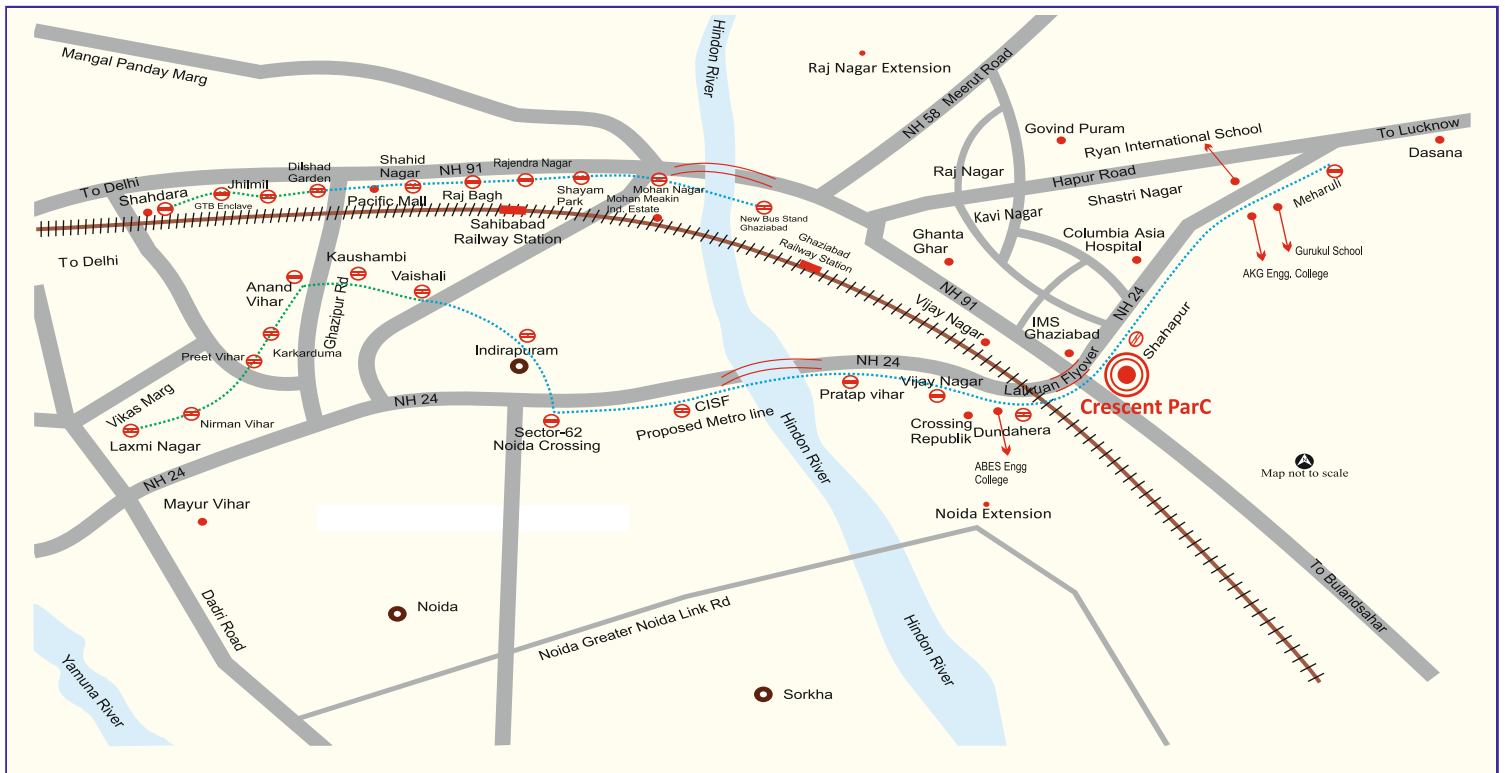 Mangal Panday Marg
Hindon River
Raj Nagar Extension
NH 58 Meerut Road
Govind Puram
Ryan International School
To Lucknow
Dasana
To Delhi
Shahdara
Jhilmil
GTB Enclave
Dilshad
Garden
Shahid
Nagar
Pacific Mall
NH 91
Raj Bagh
Rajendra Nagar
Shayam
Park
Mohan Nagar
Mohan Meakin
Ind. Estate
Sahibabad
Railway Station
New Bus Stand
Ghaziabad
Ghaziabad
Railway Station
Raj Nagar
Hapur Road
Shastri Nagar
Kavi Nagar
Meharuli
Ghanta
Ghar
Columbia Asia
Hospital
Gurukul School
AKG Engg. College
To Delhi
Kaushambi
Vaishali
Anand
Vihar
Ghazipur Rd
NH 91
Vijay Nagar
IMS
Ghaziabad
NH 24
Shahapur
Preet Vihar
Karkarduma
Indirapuram
NH 24
Lalkuan Flyover
Crescent ParC
Vikas Marg
Laxmi Nagar
Nirman Vihar
NH 24
Sector-62
Noida Crossing
CISF
Proposed Metro line
Pratap vihar
Vijay Nagar
Crossing
Republik
Dundahera
ABES Engg
College
Hindon River
Map not to scale
NH 24
Mayur Vihar
Noida Extension
Dadri Road
Noida
Noida Greater Noida Link Rd
Hindon River
To Bulandsahar
Yamuna River
Sorkha